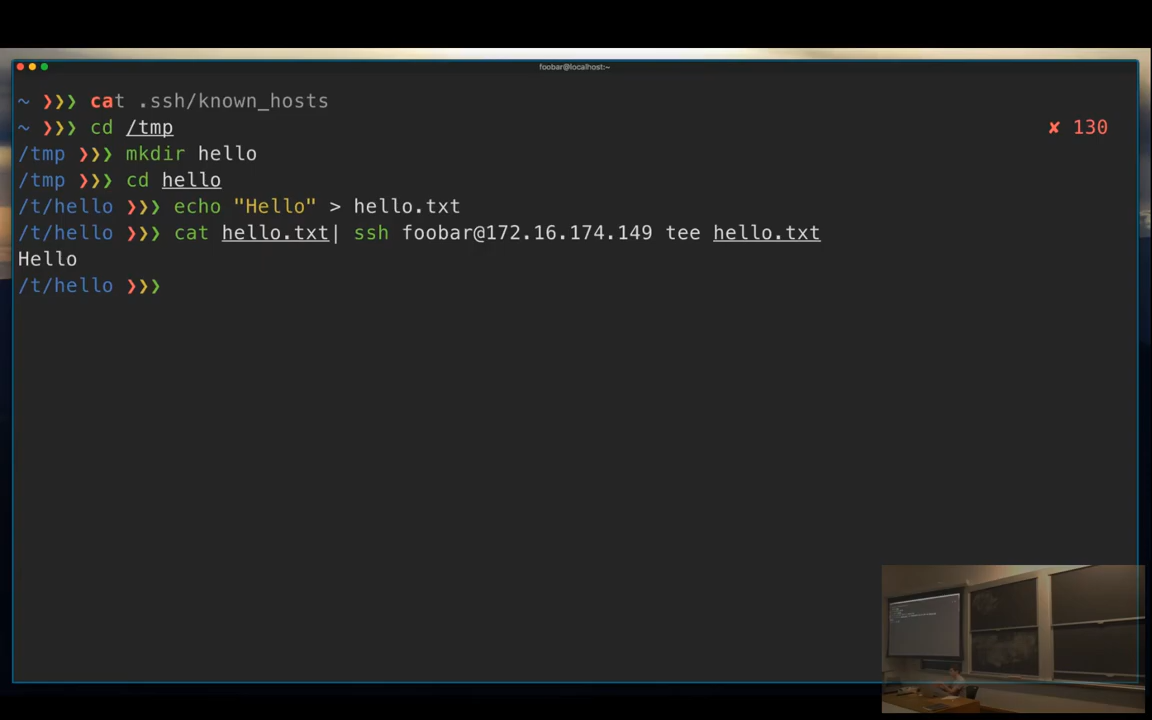 foobar@localhost:~
~ ❯❯❯ cat .ssh/known_hosts
~ ❯❯❯ cd /tmp ✘ 130
/tmp ❯❯❯ mkdir hello
/tmp ❯❯❯ cd hello
/t/hello ❯❯❯ echo "Hello" > hello.txt
/t/hello ❯❯❯ cat hello.txt| ssh foobar@172.16.174.149 tee hello.txt
Hello
/t/hello ❯❯❯